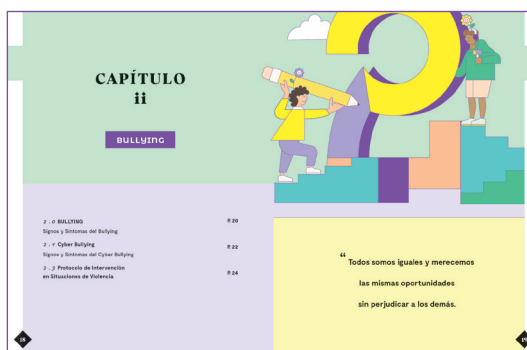 CAPÍTULO
ii
BULLYING
2.0 BULLYING P. 20
Signos y Síntomas del Bullying
2.1 Cyber Bullying P. 22
Signos y Síntomas del Cyber Bullying
2.3 Protocolo de Intervención P. 24
en Situaciones de Violencia
18
“Todos somos iguales y merecemos
las mismas oportunidades
sin perjudicar a los demás.
19